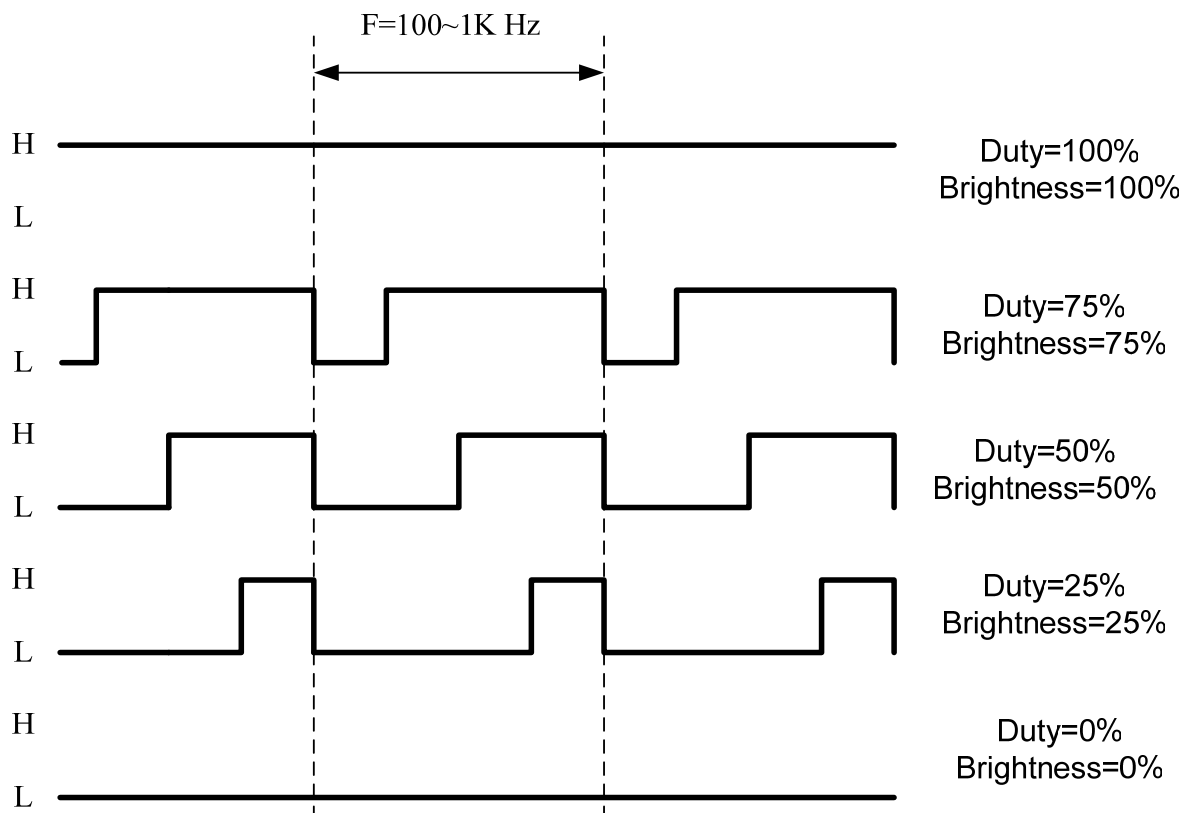 F=100~1K Hz
H
L
Duty=100%
Brightness=100%
H
L
Duty=75%
Brightness=75%
H
L
Duty=50%
Brightness=50%
H
L
Duty=25%
Brightness=25%
H
L
Duty=0%
Brightness=0%